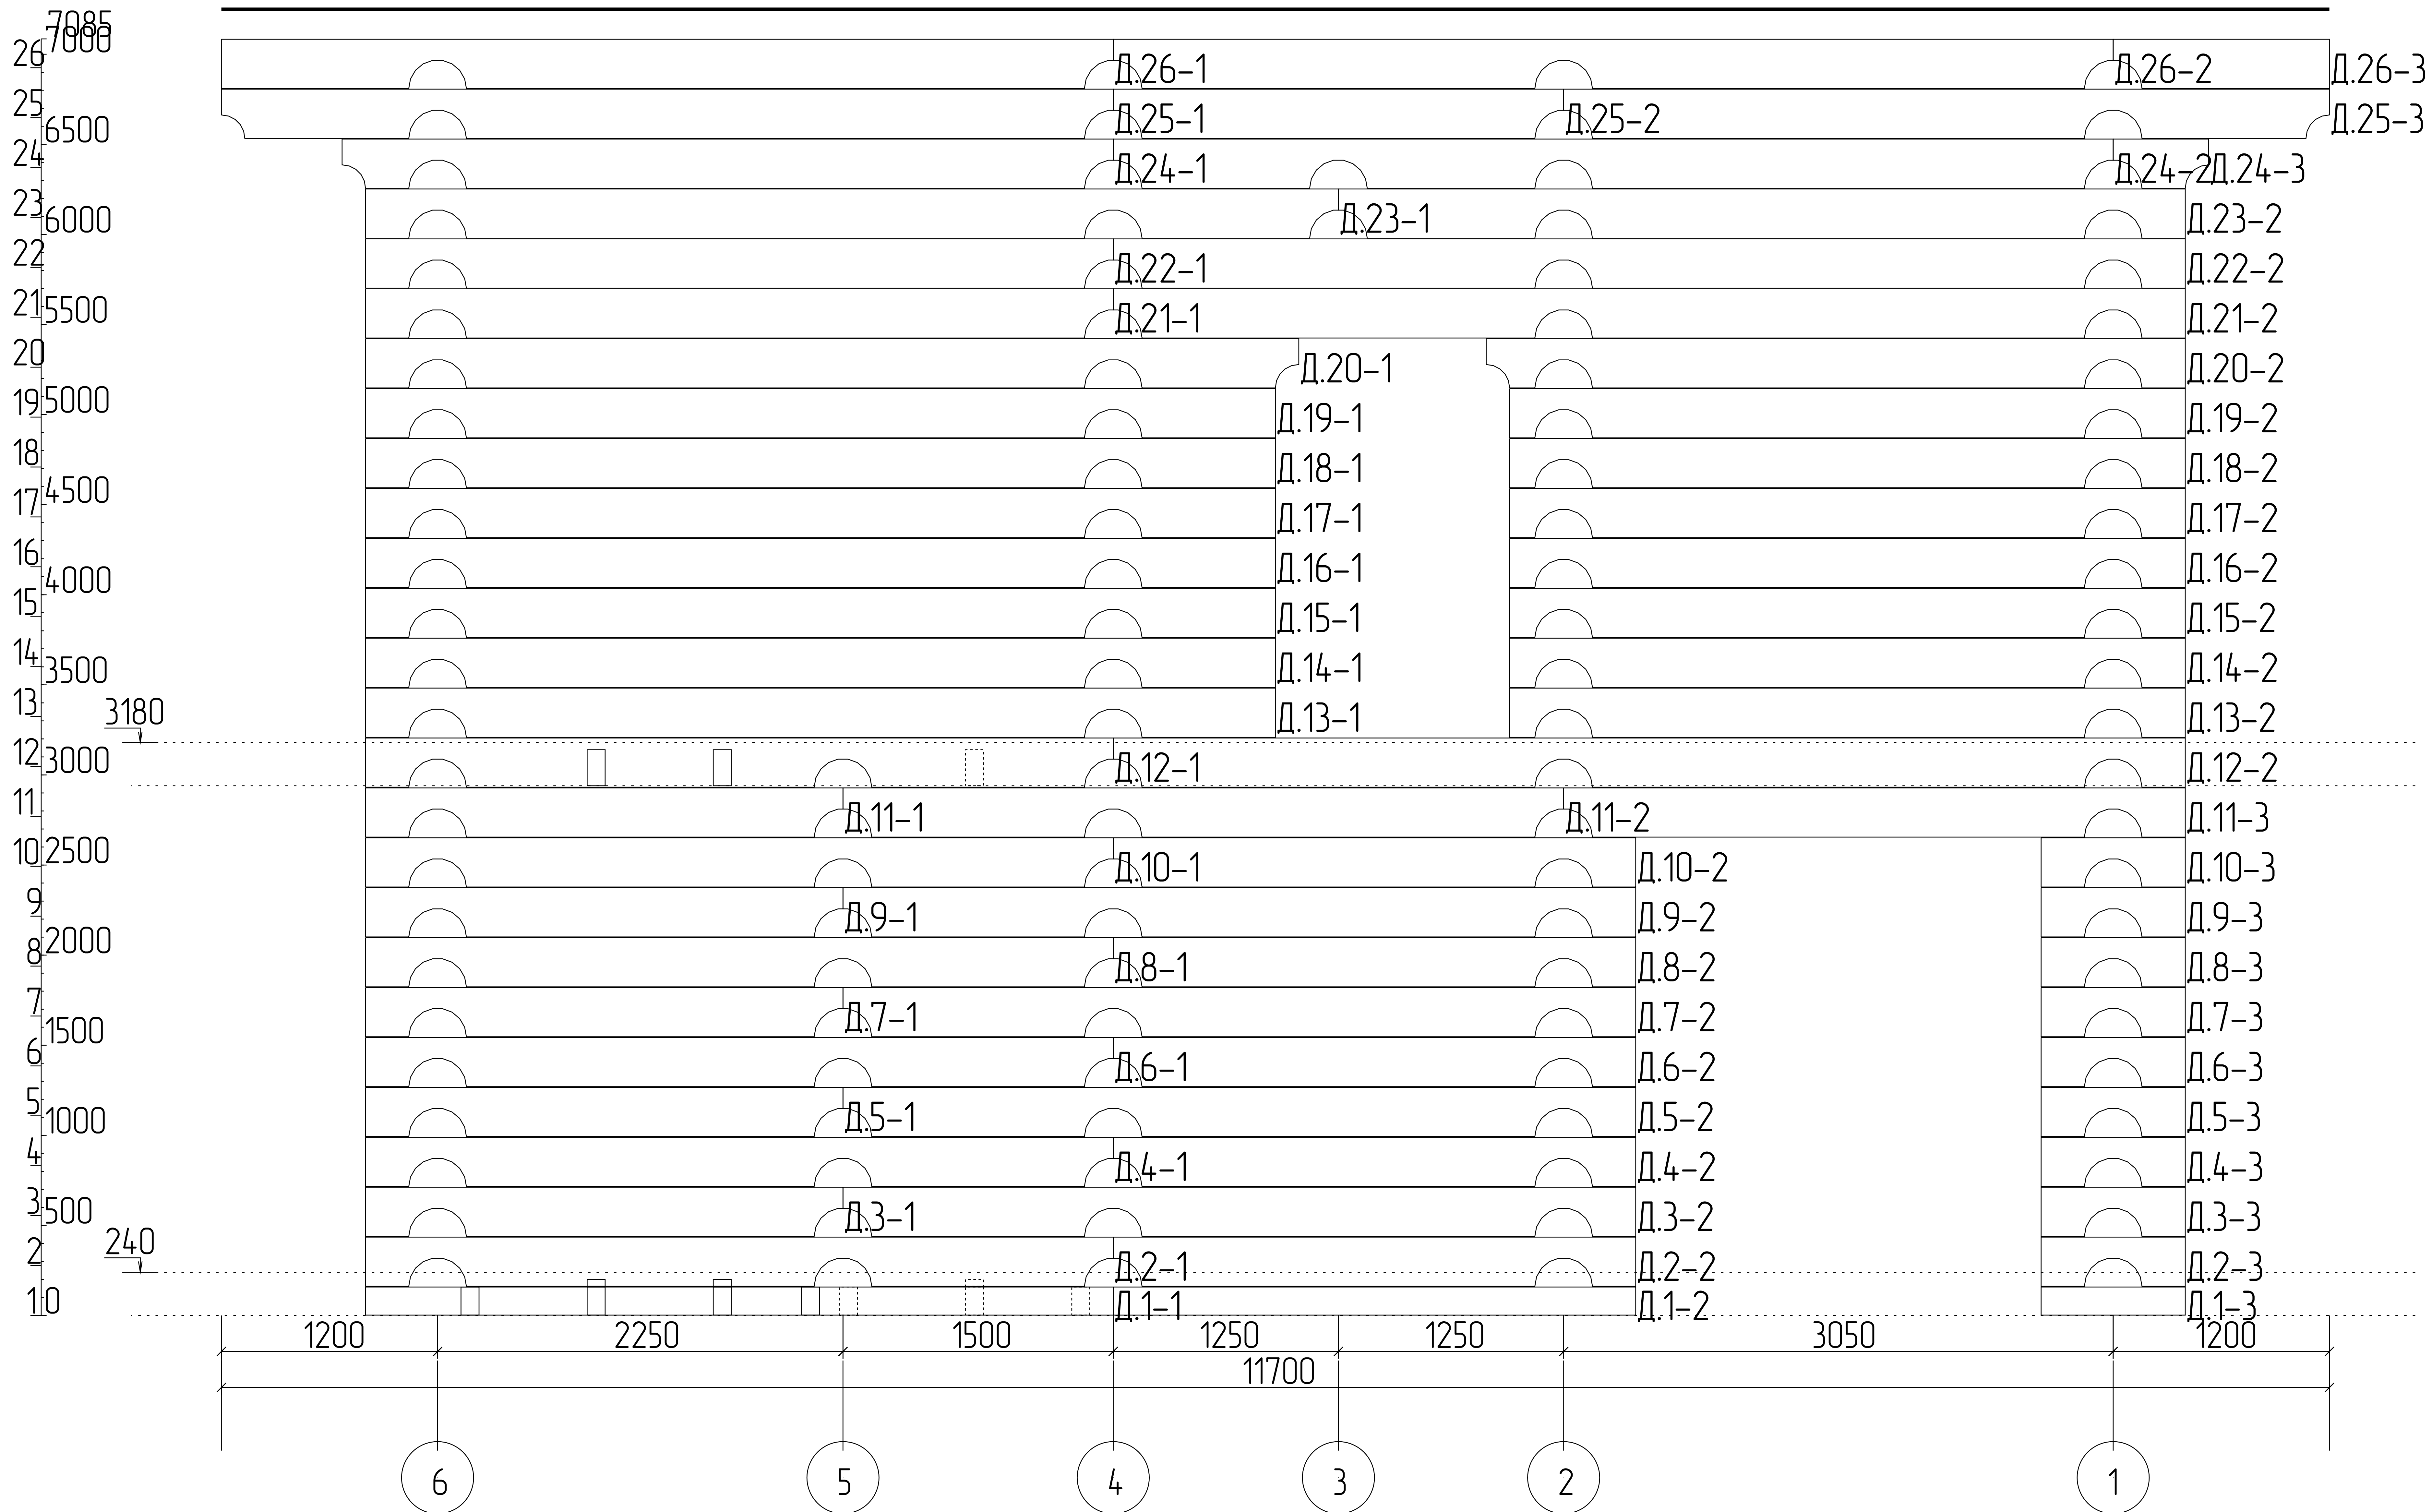 7085
7000
26 Д.26-1 Д.26-2 Д.26-3
25 Д.25-1 Д.25-2 Д.25-3
6500
24 Д.24-1 Д.24-2 Д.24-3
23 6000 Д.23-1 Д.23-2
22 Д.22-1 Д.22-2
21 5500 Д.21-1 Д.21-2
20 Д.20-1 Д.20-2
19 5000 Д.19-1 Д.19-2
18 Д.18-1 Д.18-2
17 4500 Д.17-1 Д.17-2
16 Д.16-1 Д.16-2
4000
15 Д.15-1 Д.15-2
14 3500 Д.14-1 Д.14-2
13 3180 Д.13-1 Д.13-2
12 3000 Д.12-1 Д.12-2
11 Д.11-1 Д.11-2 Д.11-3
10 2500 Д.10-1 Д.10-2 Д.10-3
9 Д.9-1 Д.9-2 Д.9-3
8 2000 Д.8-1 Д.8-2 Д.8-3
7 Д.7-1 Д.7-2 Д.7-3
1500
6 Д.6-1 Д.6-2 Д.6-3
5 Д.5-1 Д.5-2 Д.5-3
1000
4 Д.4-1 Д.4-2 Д.4-3
3 500 Д.3-1 Д.3-2 Д.3-3
240
2 Д.2-1 Д.2-2 Д.2-3
1 0 Д.1-1 Д.1-2 Д.1-3
1200 2250 1500 1250 1250 3050 1200
11700
6 5 4 3 2 1